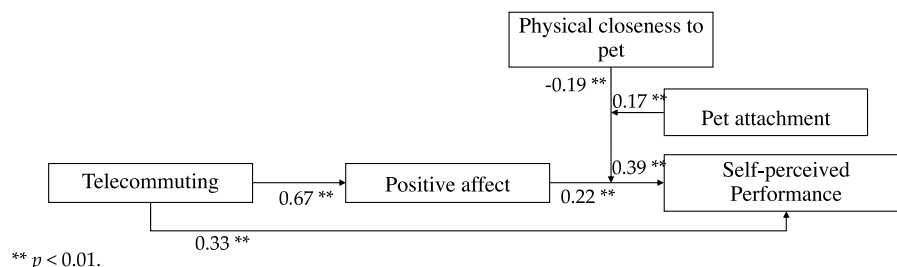 Physical closeness to
pet
-0.19 **
0.17 **
Pet attachment
Telecommuting
0.67 **
Positive affect
0.22 **
0.39 **
Self-perceived
Performance
0.33 **
** p < 0.01.